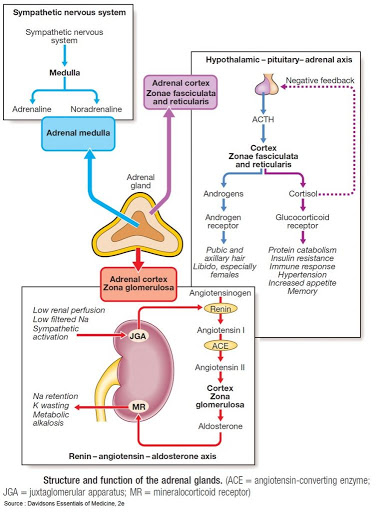 Sympathetic nervous system
Sympathetic nervous
system
Medulla
Adrenaline
Noradrenaline
Adrenal medulla
Adrenal cortex
Zonae fasciculata
and reticularis
Hypothalamic – pituitary– adrenal axis
Negative feedback
ACTH
Cortex
Zonae fasciculata
and reticularis
Androgens
Cortisol
Androgen
receptor
Glucocorticoid
receptor
Pubic and
axillary hair
Libido, especially
females
Protein catabolism
Insulin resistance
Immune response
Hypertension
Increased appetite
Memory
Adrenal
gland
Adrenal cortex
Zona glomerulosa
Low renal perfusion
Low filtered Na
Sympathetic
activation
JGA
Angiotensinogen
Renin
Angiotensin I
ACE
Angiotensin II
Cortex
Zona
glomerulosa
Aldosterone
MR
Na retention
K wasting
Metabolic
alkalosis
Renin – angiotensin – aldosterone axis
Structure and function of the adrenal glands. (ACE = angiotensin-converting enzyme;
JGA = juxtaglomerular apparatus; MR = mineralocorticoid receptor)
Source : Davidsons Essentials of Medicine, 2e